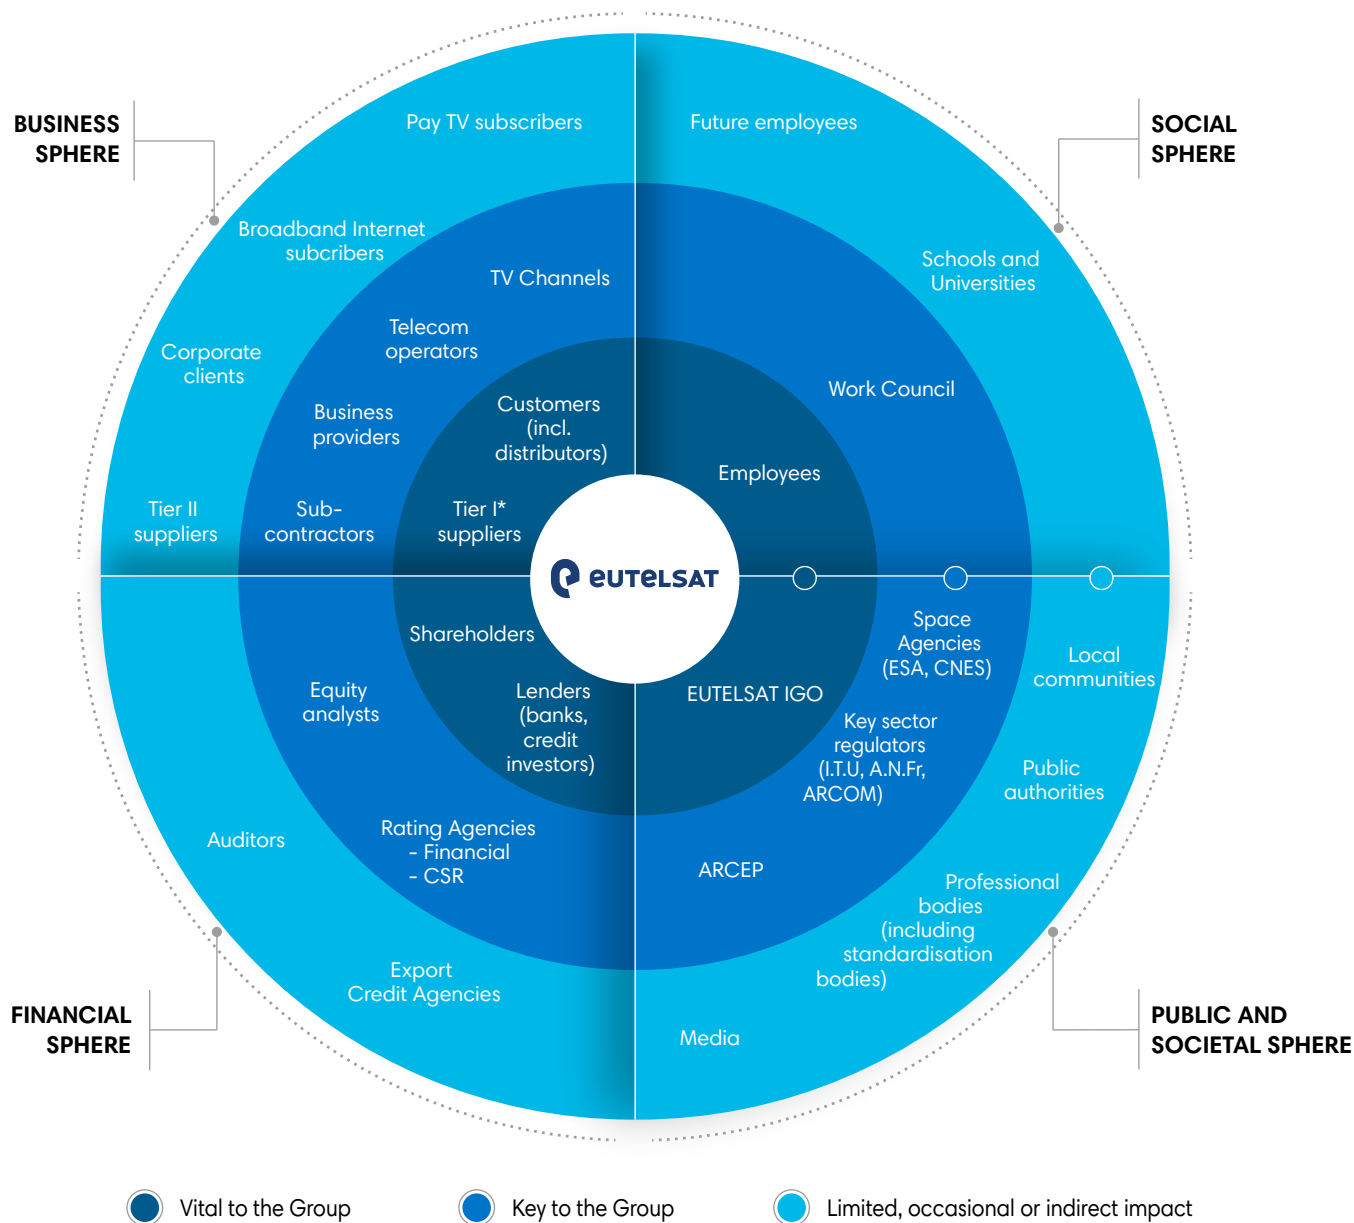 BUSINESS
SPHERE
Pay TV subscribers
Broadband Internet
subcribers
Corporate
clients
Tier II
suppliers
TV Channels
Telecom
operators
Business
providers
Sub-
contractors
Customers
(incl.
distributors)
Tier I*
suppliers
SOCIAL
SPHERE
Future employees
Schools and
Universities
Work Council
Employees
eutelsat
FINANCIAL
SPHERE
Shareholders
Lenders
(banks,
credit
investors)
Equity
analysts
Rating Agencies
- Financial
- CSR
Auditors
Export
Credit Agencies
PUBLIC AND
SOCIETAL SPHERE
EUTELSAT IGO
Space
Agencies
(ESA, CNES)
Key sector
regulators
(I.T.U, A.N.Fr,
ARCOM)
ARCEP
Local
communities
Public
authorities
Professional
bodies
(including
standardisation
bodies)
Media
Vital to the Group
Key to the Group
Limited, occasional or indirect impact